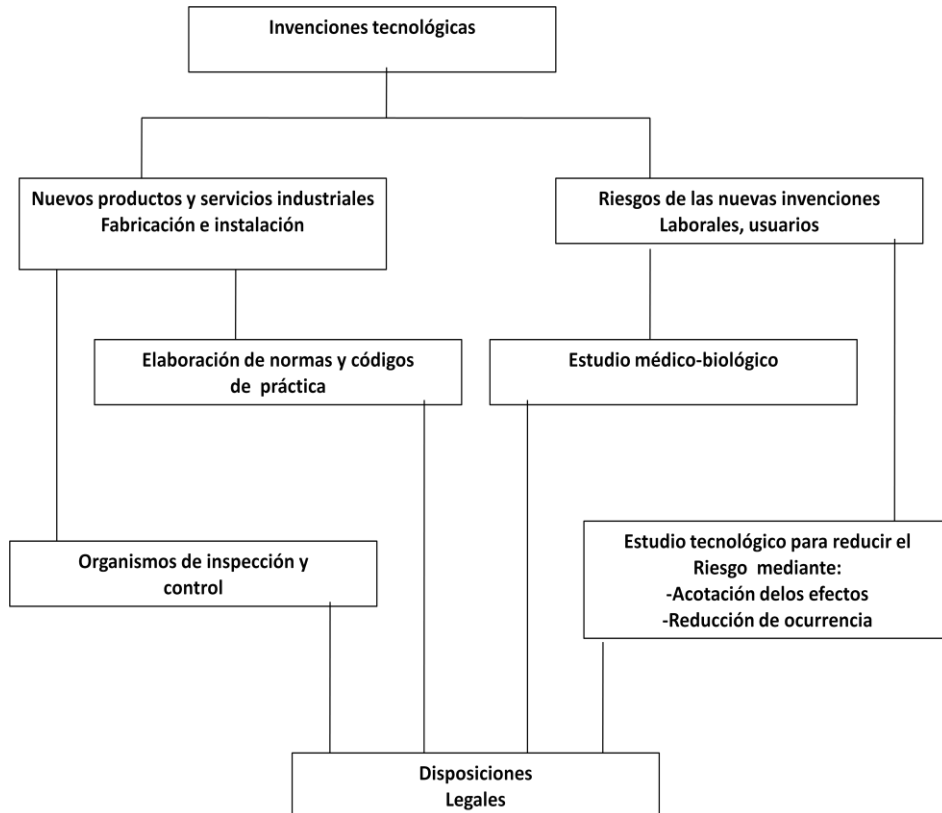 Invenciones tecnológicas
Nuevos productos y servicios industriales
Fabricación e instalación
Riesgos de las nuevas invenciones
Laborales, usuarios
Elaboración de normas y códigos
de práctica
Estudio médico-biológico
Organismos de inspección y
control
Estudio tecnológico para reducir el
Riesgo mediante:
-Acotación delos efectos
-Reducción de ocurrencia
Disposiciones
Legales